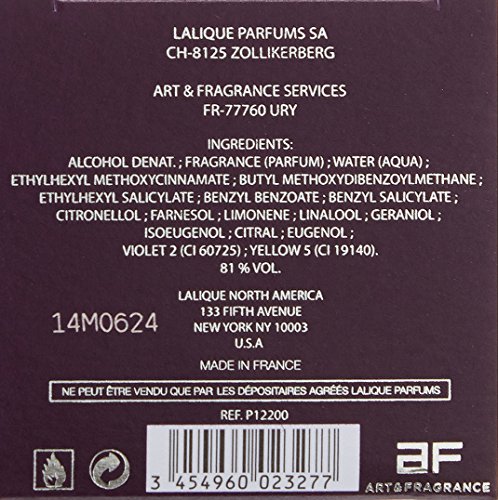 LALIQUE PARFUMS SA
CH-8125 ZOLLIKERBERG
ART & FRAGRANCE SERVICES
FR-77760 URY
INGREDiENTS:
ALCOHOL DENAT. ; FRAGRANCE (PARFUM) ; WATER (AQUA) ;
ETHYLHEXYL METHOXYCINNAMATE ; BUTYL METHOXYDIBENZOYLMETHANE ;
ETHYLHEXYL SALICYLATE ; BENZYL BENZOATE ; BENZYL SALICYLATE ;
CITRONELLOL ; FARNESOL ; LIMONENE ; LINALOOL ; GERANIOL ;
ISOEUGENOL ; CITRAL ; EUGENOL ;
VIOLET 2 (CI 60725) ; YELLOW 5 (CI 19140).
81 % VOL.
LALIQUE NORTH AMERICA
133 FIFTH AVENUE
NEW YORK NY 10003
U.S.A
14M0624
MADE IN FRANCE
NE PEUT ÊTRE VENDU QUE PAR LES DÉPOSITAIRES AGRÉÉS LALIQUE PARFUMS
REF. P12200
3 454960 023277
AF
ART&FRAGRANCE